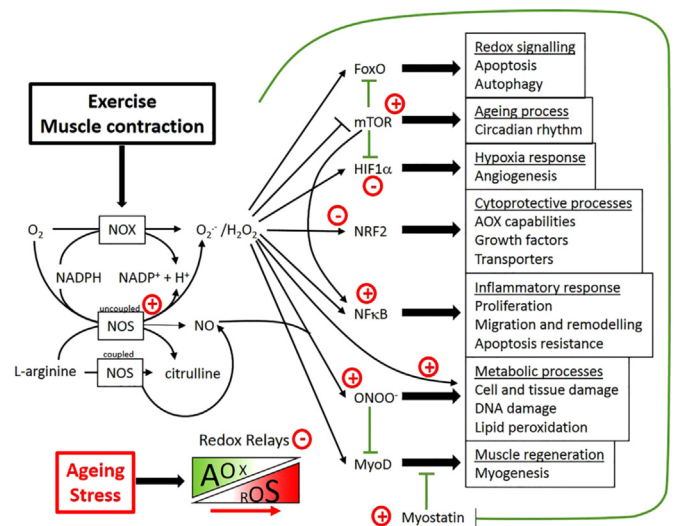 Exercise
Muscle contraction
O₂
NOX
O₂·⁻ /H₂O₂
NADPH
NADP⁺ + H⁺
uncoupled
NOS
NO
L-arginine
coupled
NOS
citrulline
+
Ageing
Stress
Redox Relays
-
AOX
ROS
FoxO
mTOR
+
HIF1α
-
-
NRF2
+
NFκB
+
+
ONOO⁻
MyoD
+
Myostatin
Redox signalling
Apoptosis
Autophagy
Ageing process
Circadian rhythm
Hypoxia response
Angiogenesis
Cytoprotective processes
AOX capabilities
Growth factors
Transporters
Inflammatory response
Proliferation
Migration and remodelling
Apoptosis resistance
Metabolic processes
Cell and tissue damage
DNA damage
Lipid peroxidation
Muscle regeneration
Myogenesis